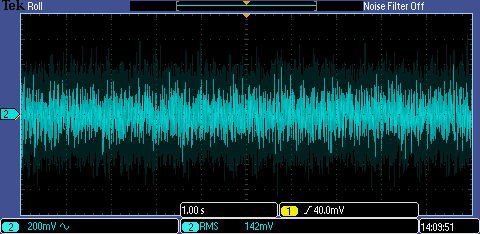 Tek Roll Noise Filter Off
2
1.00 s 1 40.0mV
2 200mV 2 RMS 142mV 14:09:51